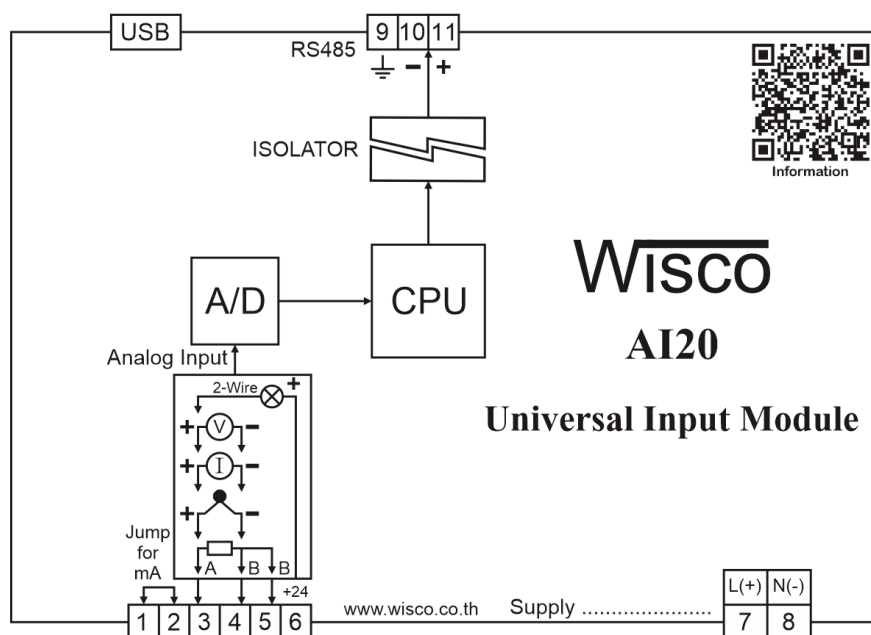 USB
RS485
9 10 11
- +
ISOLATOR
Information
A/D
CPU
WISCO
AI20
Universal Input Module
Analog Input
2-Wire +
+ V -
+ I -
+ -
Jump
for
mA
A B B
+24
1 2 3 4 5 6
www.wisco.co.th
Supply ........................
L(+) N(-)
7 8